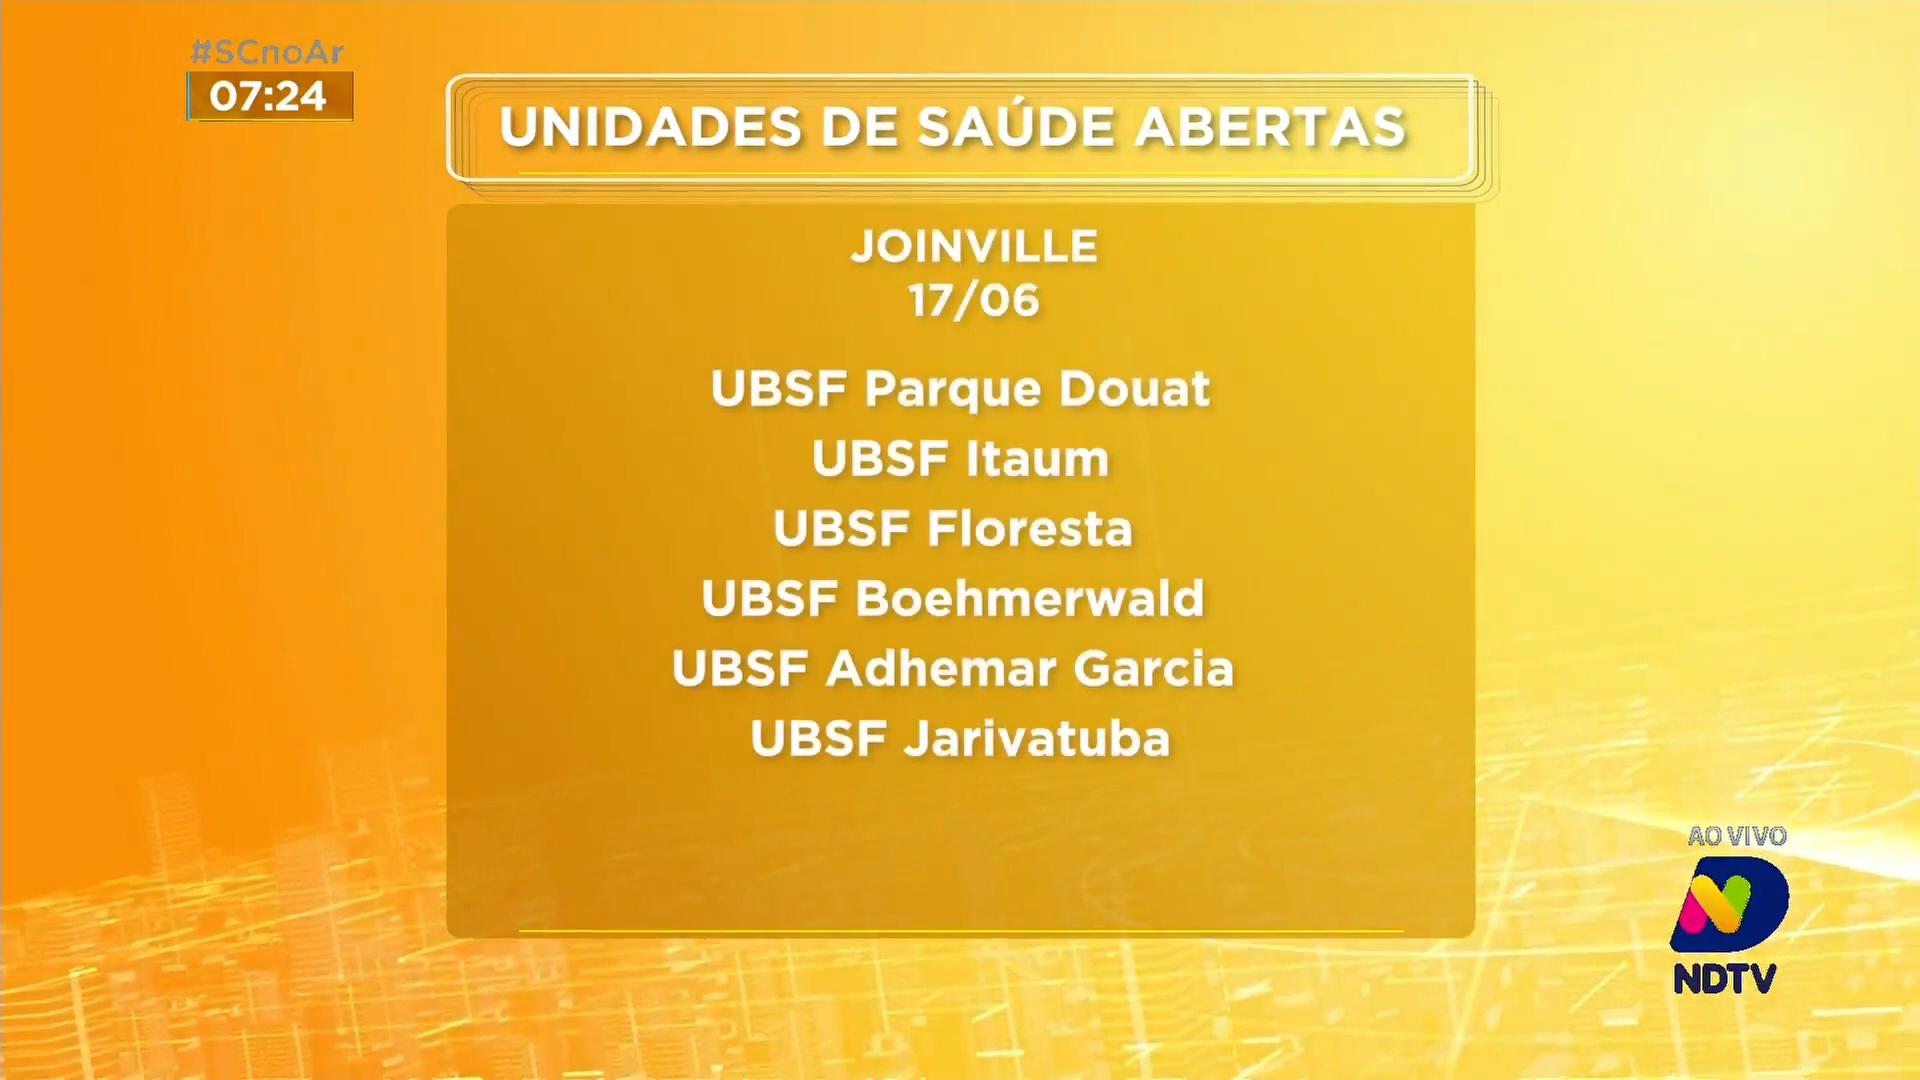 #SCnoAr
07:24
UNIDADES DE SAÚDE ABERTAS
JOINVILLE
17/06
UBSF Parque Douat
UBSF Itaum
UBSF Floresta
UBSF Boehmerwald
UBSF Adhemar Garcia
UBSF Jarivatuba
AO VIVO
NDTV